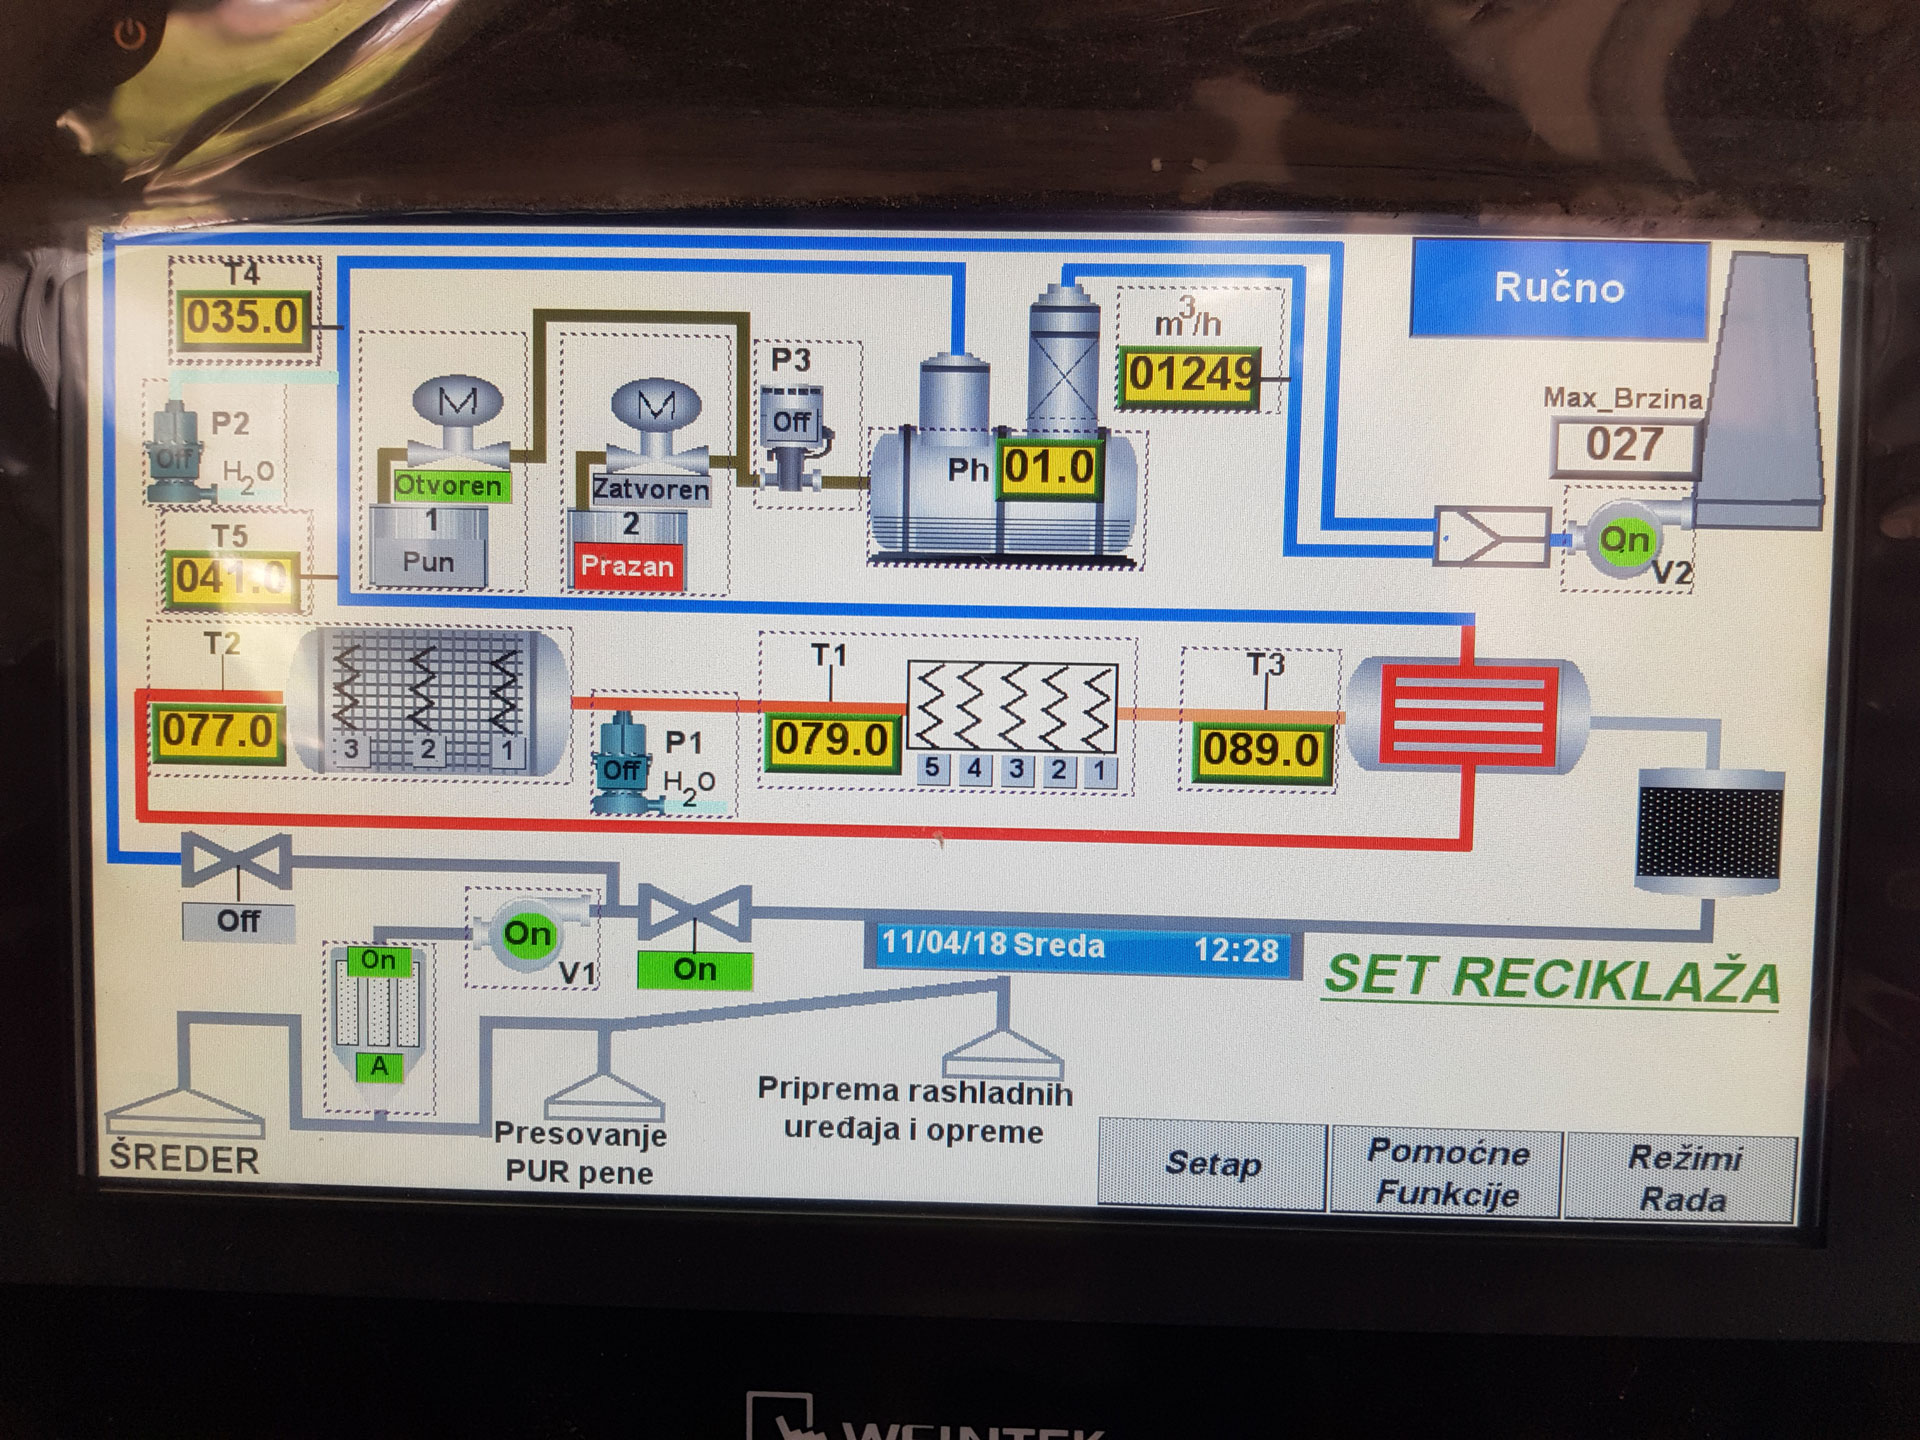 T4
035.0
P2
Off
H2O
T5
041.0
M
Otvoren
1
Pun
M
Zatvoren
2
Prazan
P3
Off
Ph
01.0
m³/h
01249
Ručno
Max_Brzina
027
On
V2
T2
077.0
3
2
1
P1
Off
H2O
T1
079.0
5
4
3
2
1
T3
089.0
Off
On
V1
On
On
A
11/04/18 Sreda 12:28
SET RECIKLAŽA
ŠREDER
Presovanje
PUR pene
Priprema rashladnih
uređaja i opreme
Setap
Pomoćne
Funkcije
Režimi
Rada
WEINTEK